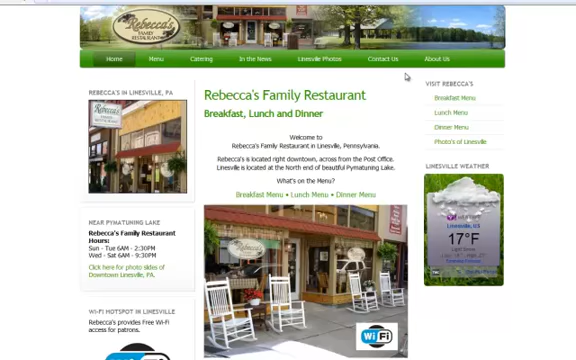 Rebecca's
FAMILY
RESTAURANT
Home
Menu
Catering
In the News
Linesville Photos
Contact Us
About Us
REBECCA'S IN LINESVILLE, PA
Rebecca's
NEAR PYMATUNING LAKE
Rebecca's Family Restaurant
Hours:
Sun - Tue 6AM - 2:30PM
Wed - Sat 6AM - 9:30PM
Click here for photo slides of
Downtown Linesville, PA.
WI-FI HOTSPOT IN LINESVILLE
Rebecca's provides Free Wi-Fi
access for patrons.
Rebecca's Family Restaurant
Breakfast, Lunch and Dinner
Welcome to
Rebecca's Family Restaurant in Linesville, Pennsylvania.
Rebecca's is located right downtown, across from the Post Office.
Linesville is located at the North end of beautiful Pymatuning Lake.
What's on the Menu?
Breakfast Menu • Lunch Menu • Dinner Menu
Wi Fi
VISIT REBECCA'S
Breakfast Menu
Lunch Menu
Dinner Menu
Photo's of Linesville
LINESVILLE WEATHER
Linesville, US
17°F